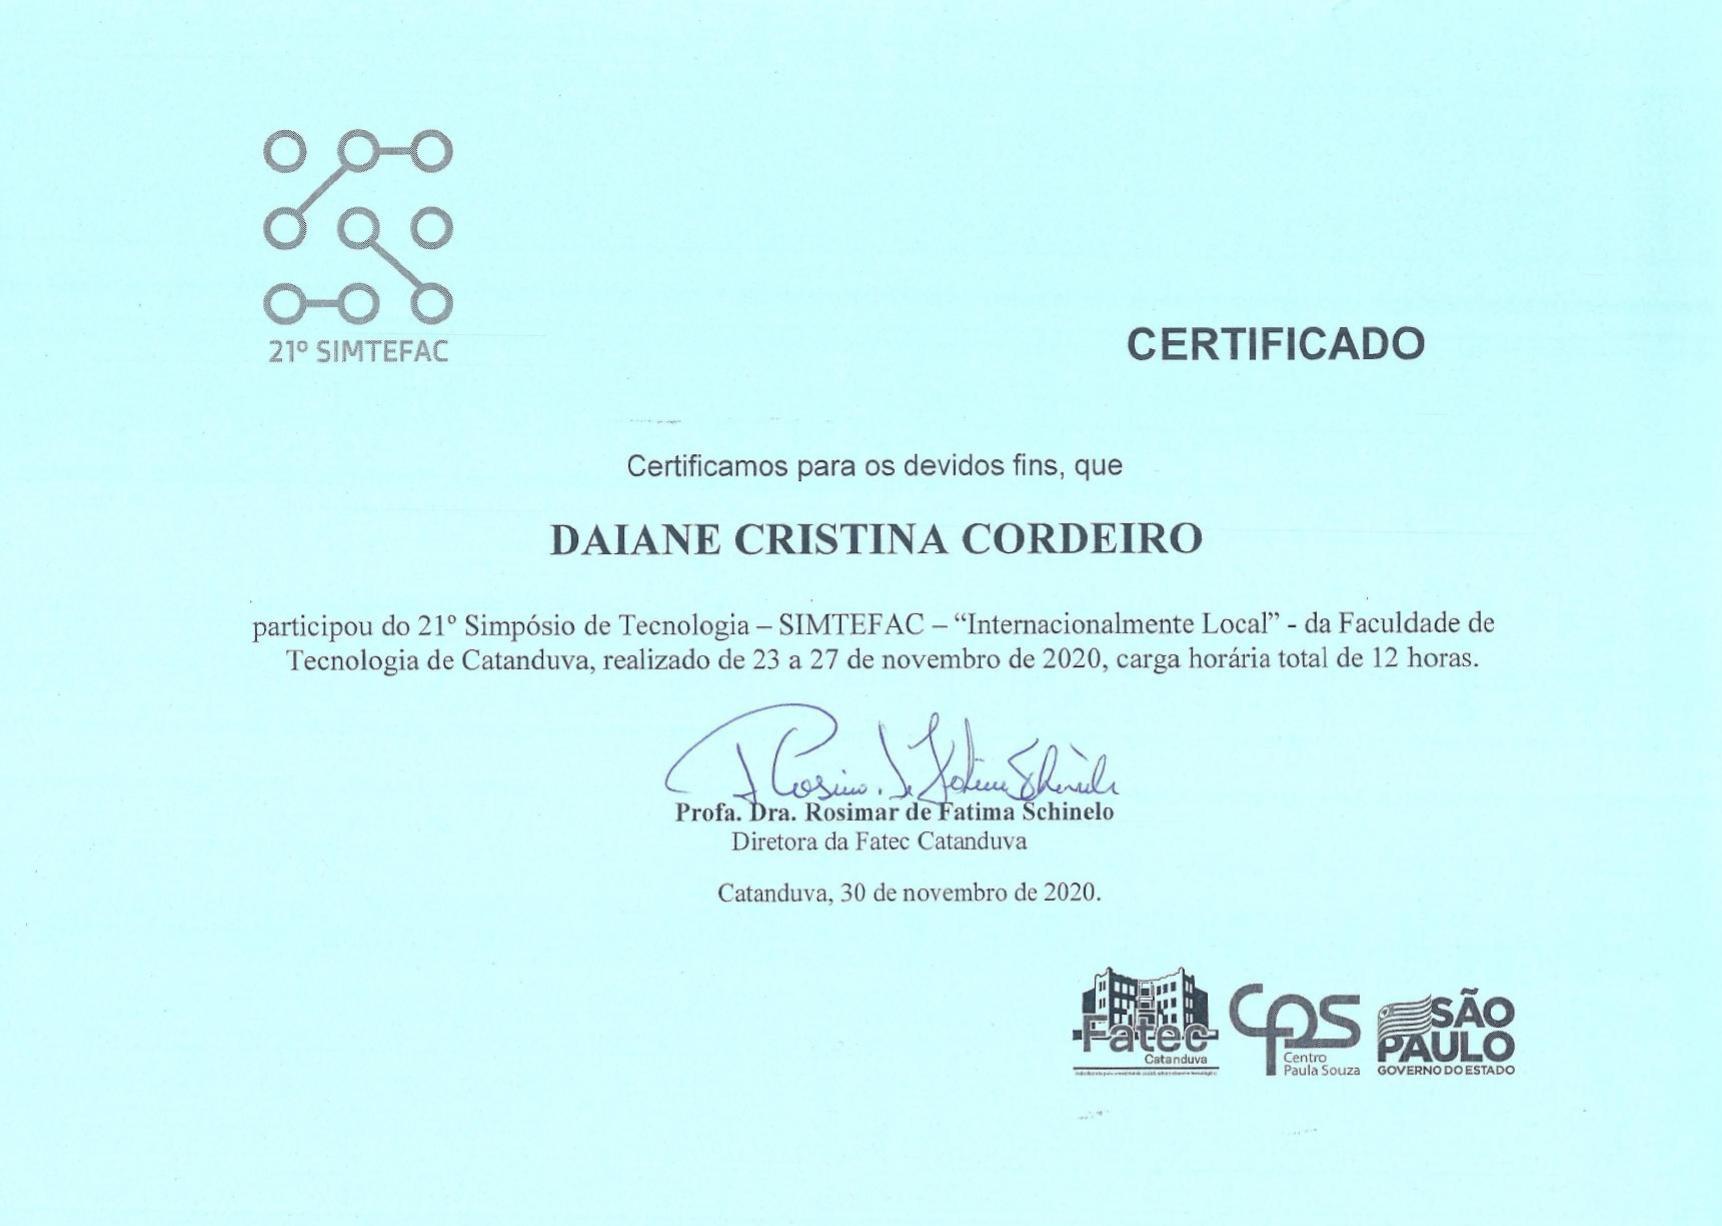 21º SIMTEFAC
CERTIFICADO
Certificamos para os devidos fins, que
DAIANE CRISTINA CORDEIRO
participou do 21º Simpósio de Tecnologia – SIMTEFAC – “Internacionalmente Local” - da Faculdade de
Tecnologia de Catanduva, realizado de 23 a 27 de novembro de 2020, carga horária total de 12 horas.
Profa. Dra. Rosimar de Fatima Schinelo
Diretora da Fatec Catanduva
Catanduva, 30 de novembro de 2020.
Fatec
Catanduva
CPS
Centro
Paula Souza
SÃO
PAULO
GOVERNO DO ESTADO